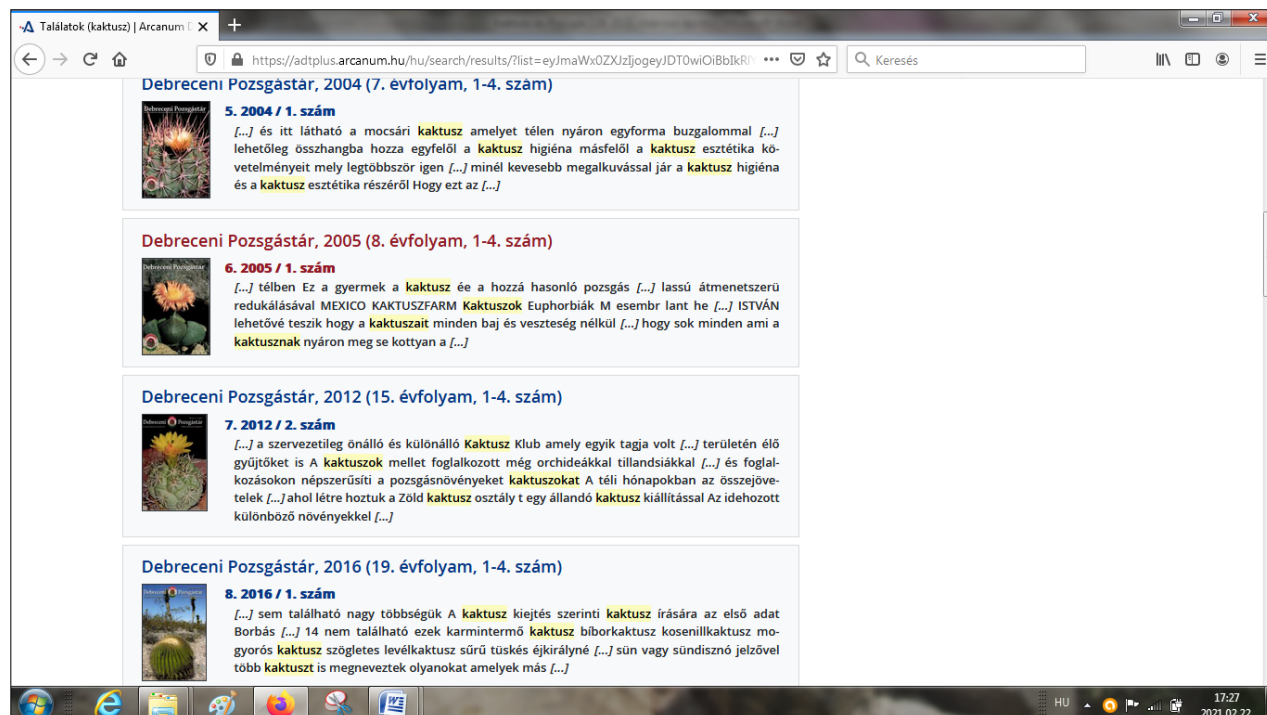 Találatok (kaktusz) | Arcanum D
https://adtplus.arcanum.hu/hu/search/results/?list=eyJmaWx0ZXJzIjogeyJDT0wiOiBbIkR
Keresés
Debreceni Pozsgástár, 2004 (7. évfolyam, 1-4. szám)
Debreceni Pozsgástár
5. 2004 / 1. szám
[...] és itt látható a mocsári kaktusz amelyet télen nyáron egyforma buzgalommal [...]
lehetőleg összhangba hozza egyfelől a kaktusz higiéna másfelől a kaktusz esztétika kö-
vetelményeit mely legtöbbször igen [...] minél kevesebb megalkuvással jár a kaktusz higiéna
és a kaktusz esztétika részéről Hogy ezt az [...]
Debreceni Pozsgástár, 2005 (8. évfolyam, 1-4. szám)
Debreceni Pozsgástár
6. 2005 / 1. szám
[...] télben Ez a gyermek a kaktusz ée a hozzá hasonló pozsgás [...] lassú átmenetszerü
redukálásával MEXICO KAKTUSZFARM Kaktuszok Euphorbiák M esembr lant he [...] ISTVÁN
lehetővé teszik hogy a kaktuszait minden baj és veszteség nélkül [...] hogy sok minden ami a
kaktusznak nyáron meg se kottyan a [...]
Debreceni Pozsgástár, 2012 (15. évfolyam, 1-4. szám)
Debreceni Pozsgástár
7. 2012 / 2. szám
[...] a szervezetileg önálló és különálló Kaktusz Klub amely egyik tagja volt [...] területén élő
gyűjtőket is A kaktuszok mellet foglalkozott még orchideákkal tillandsiákkal [...] és foglal-
kozásokon népszerűsíti a pozsgásnövényeket kaktuszokat A téli hónapokban az összejöve-
telek [...] ahol létre hoztuk a Zöld kaktusz osztály t egy állandó kaktusz kiállítással Az idehozott
különböző növényekkel [...]
Debreceni Pozsgástár, 2016 (19. évfolyam, 1-4. szám)
Debreceni Pozsgástár
8. 2016 / 1. szám
[...] sem található nagy többségük A kaktusz kiejtés szerinti kaktusz írására az első adat
Borbás [...] 14 nem található ezek karmintermő kaktusz bíborkaktusz kosenillkaktusz mo-
gyorós kaktusz szögletes levélkaktusz sűrű tüskés éjkirályné [...] sün vagy sündisznó jelzővel
több kaktuszt is megneveztek olyanokat amelyek más [...]
HU
17:27
2021.02.22.